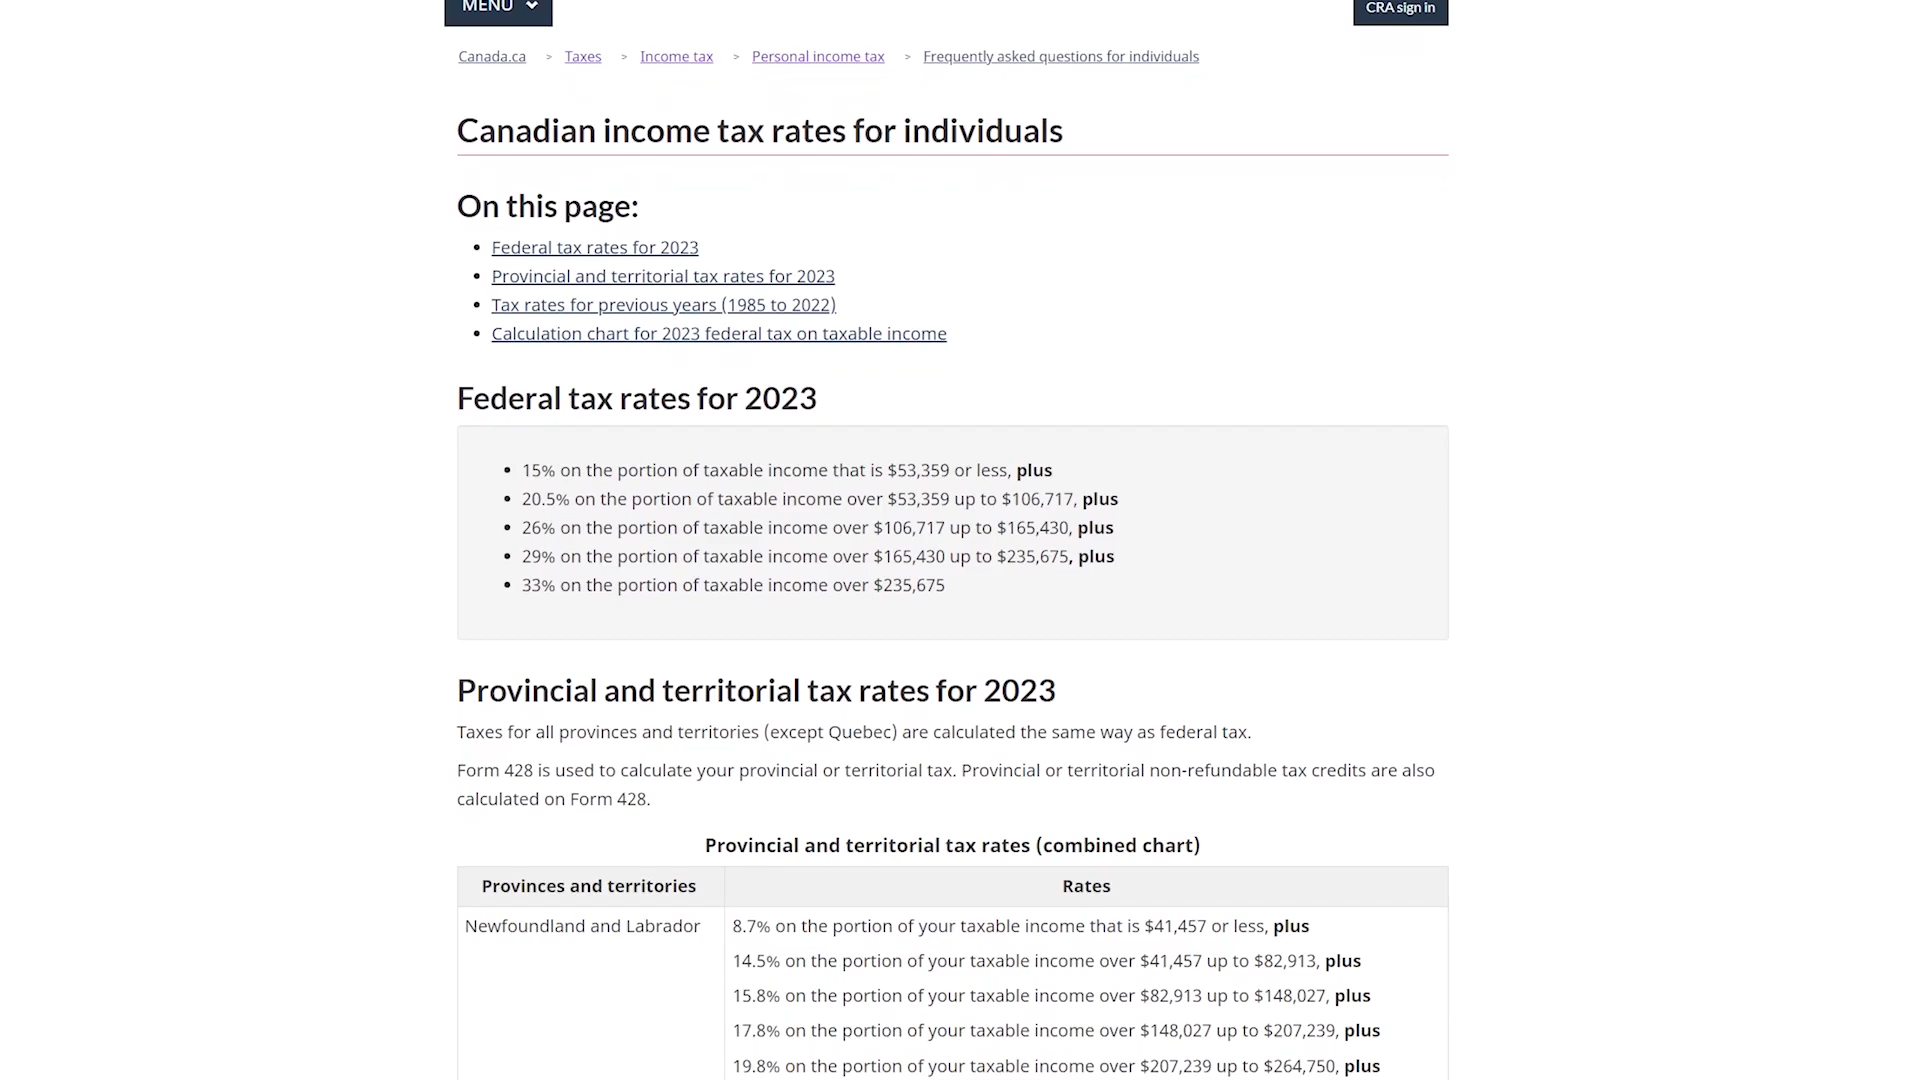 MENU
CRA sign in
Canada.ca > Taxes > Income tax > Personal income tax > Frequently asked questions for individuals
Canadian income tax rates for individuals
On this page:
• Federal tax rates for 2023
• Provincial and territorial tax rates for 2023
• Tax rates for previous years (1985 to 2022)
• Calculation chart for 2023 federal tax on taxable income
Federal tax rates for 2023
• 15% on the portion of taxable income that is $53,359 or less, plus
• 20.5% on the portion of taxable income over $53,359 up to $106,717, plus
• 26% on the portion of taxable income over $106,717 up to $165,430, plus
• 29% on the portion of taxable income over $165,430 up to $235,675, plus
• 33% on the portion of taxable income over $235,675
Provincial and territorial tax rates for 2023
Taxes for all provinces and territories (except Quebec) are calculated the same way as federal tax.
Form 428 is used to calculate your provincial or territorial tax. Provincial or territorial non-refundable tax credits are also
calculated on Form 428.
Provincial and territorial tax rates (combined chart)
Provinces and territories Rates
Newfoundland and Labrador 8.7% on the portion of your taxable income that is $41,457 or less, plus
14.5% on the portion of your taxable income over $41,457 up to $82,913, plus
15.8% on the portion of your taxable income over $82,913 up to $148,027, plus
17.8% on the portion of your taxable income over $148,027 up to $207,239, plus
19.8% on the portion of your taxable income over $207,239 up to $264,750, plus